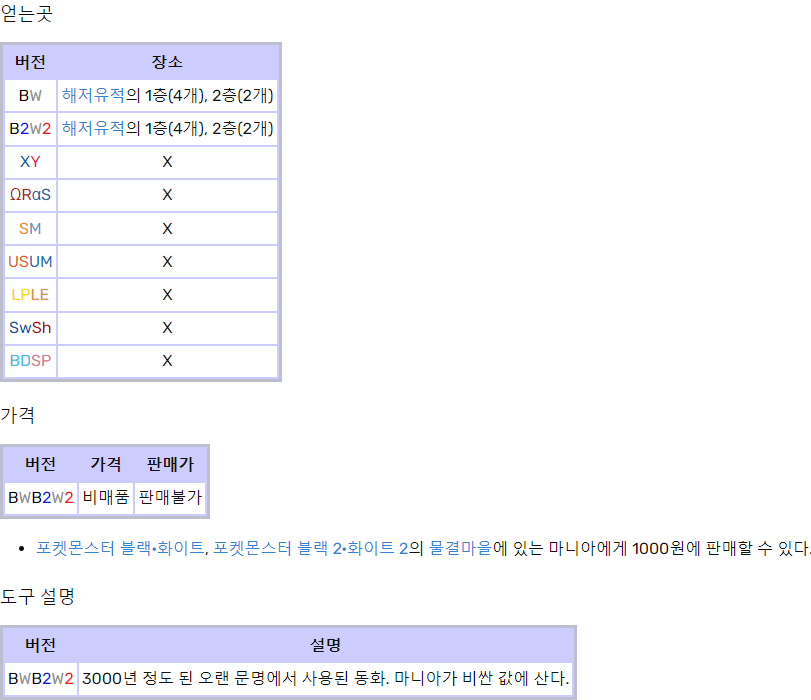 얻는곳
버전 장소
BW 해저유적의 1층(4개), 2층(2개)
B2W2 해저유적의 1층(4개), 2층(2개)
XY X
ΩRαS X
SM X
USUM X
LPLE X
SwSh X
BDSP X
가격
버전 가격 판매가
BWB2W2 비매품 판매불가
• 포켓몬스터 블랙·화이트, 포켓몬스터 블랙 2·화이트 2의 물결마을에 있는 마니아에게 1000원에 판매할 수 있다.
도구 설명
버전 설명
BWB2W2 3000년 정도 된 오랜 문명에서 사용된 동화. 마니아가 비싼 값에 산다.